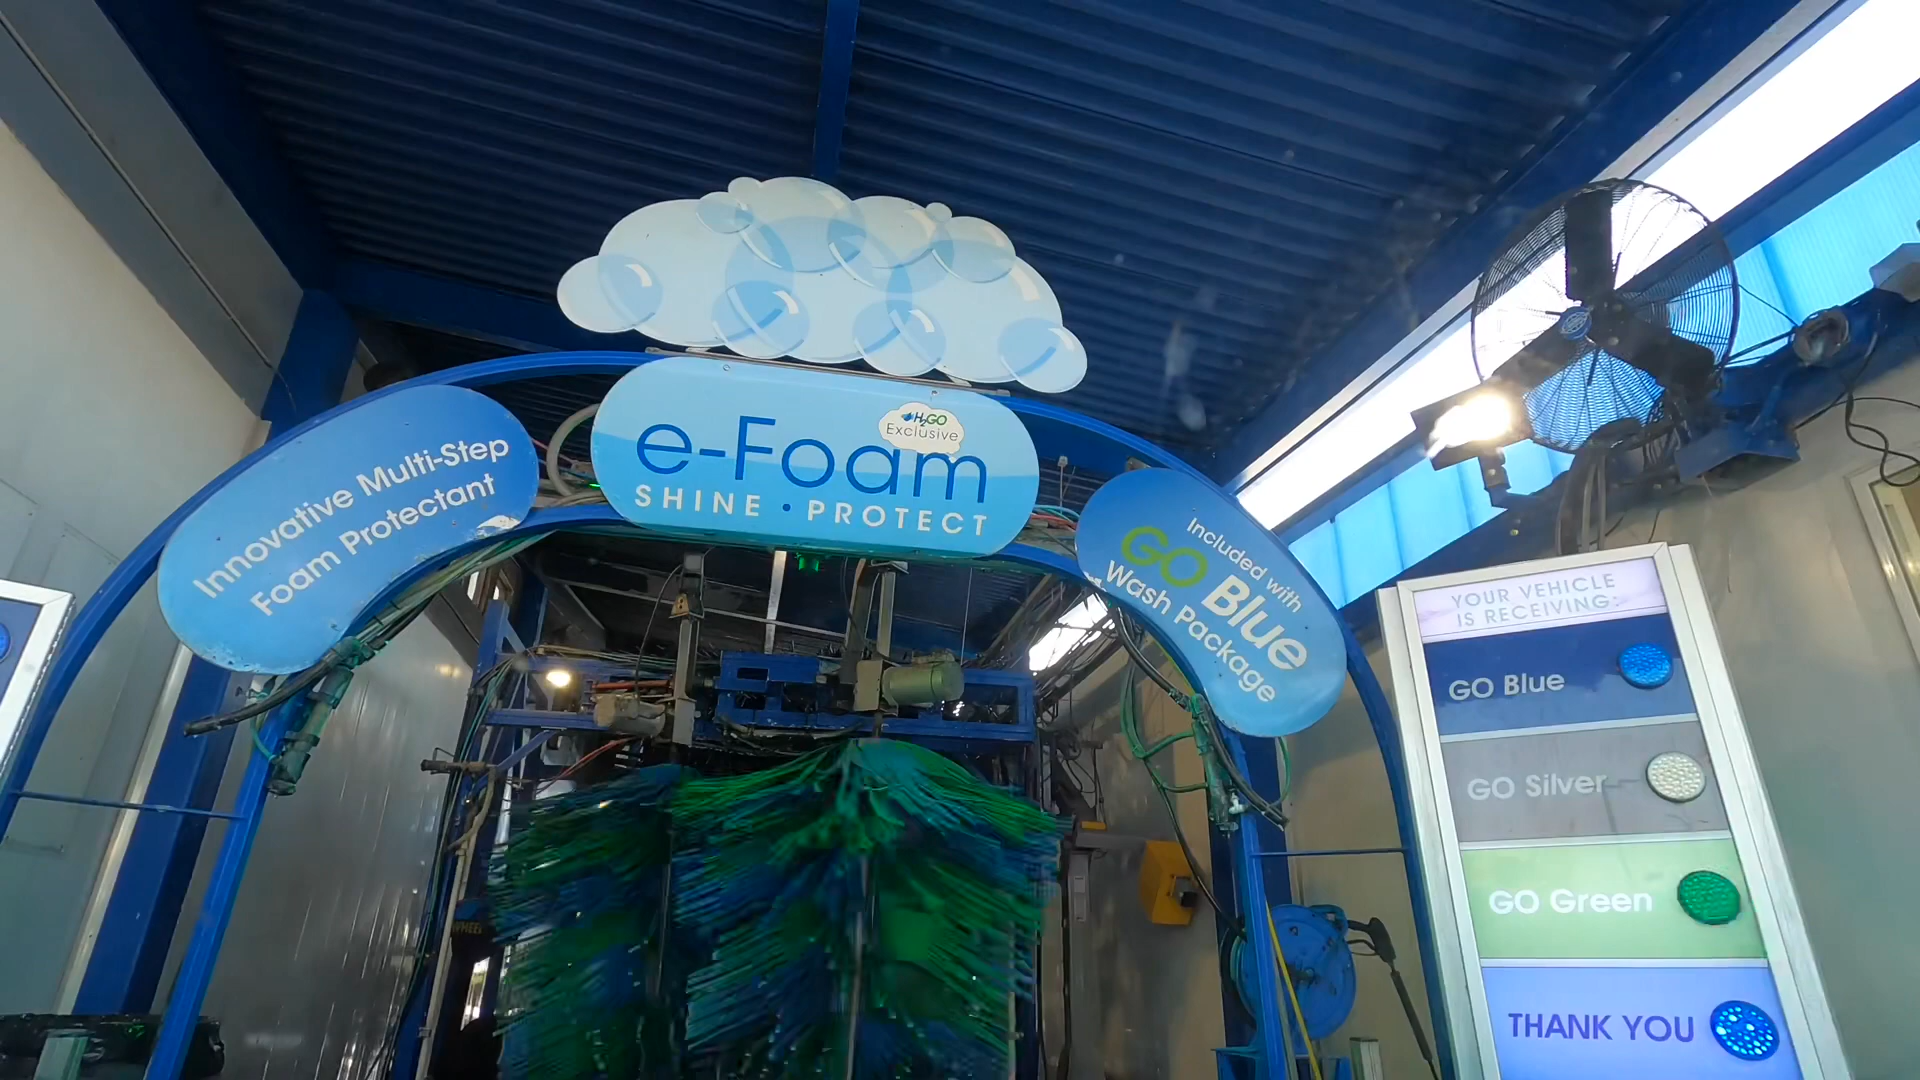 Innovative Multi-Step
Foam Protectant
H2GO
Exclusive
e-Foam
SHINE • PROTECT
Included with
GO Blue
Wash Package
YOUR VEHICLE
IS RECEIVING:
GO Blue
GO Silver
GO Green
THANK YOU